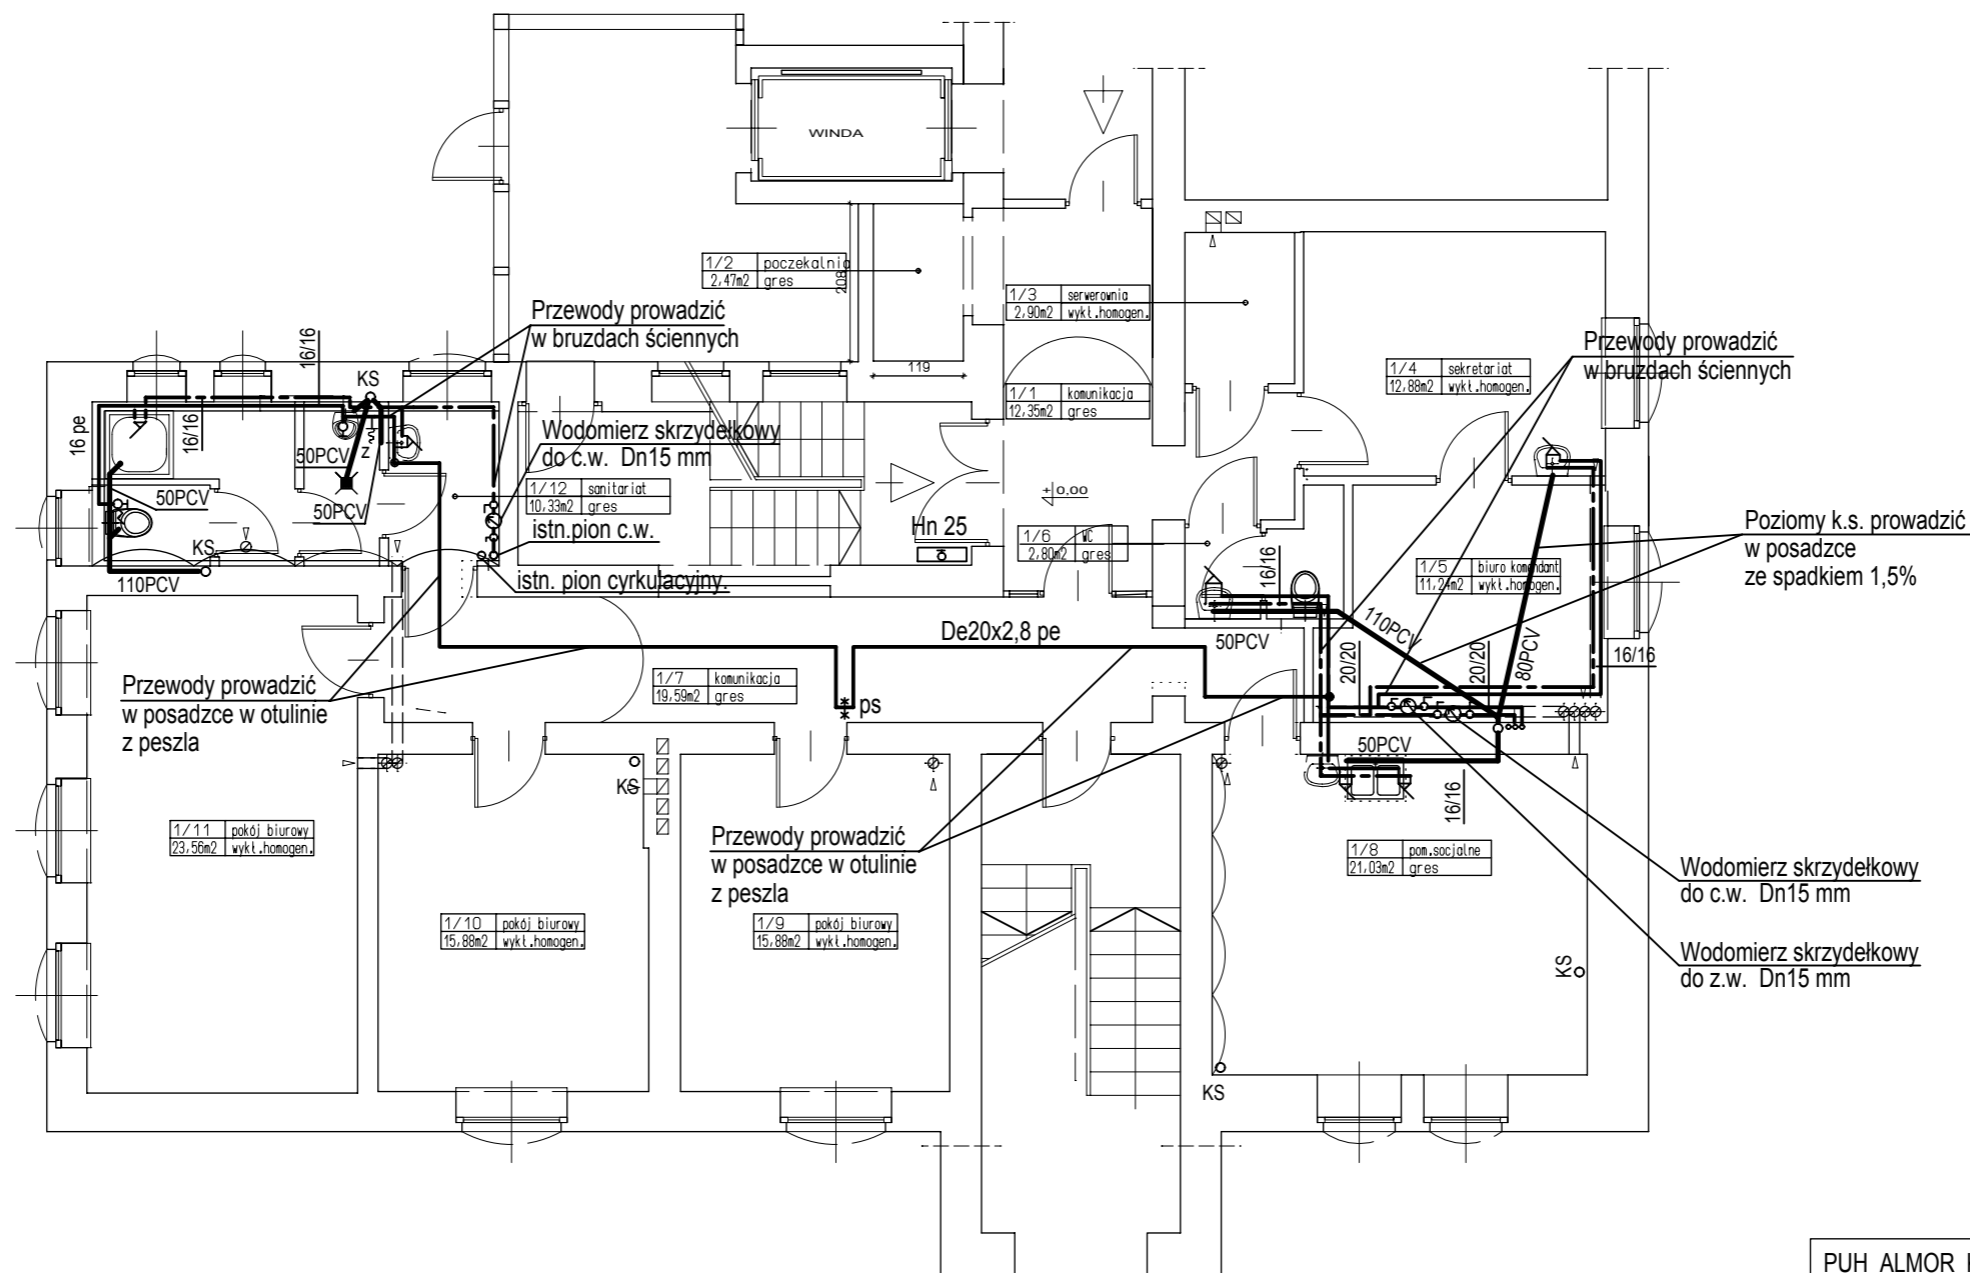 WINDA
1/2 poczekalnia
2,47m2 gres
208
1/3 serwerownia
2,90m2 wykł.homogen.
Przewody prowadzić
w bruzdach ściennych
16/16
KS
119
1/1 komunikacja
12,35m2 gres
1/4 sekretariat
12,88m2 wykł.homogen.
Przewody prowadzić
w bruzdach ściennych
16 pe
16/16
50PCV
z
Wodomierz skrzydełkowy
do c.w. Dn15 mm
1/12 sanitariat
10,33m2 gres
50PCV
50PCV
KS
110PCV
istn.pion c.w.
istn. pion cyrkulacyjny.
Hn 25
+0,00
1/6 WC
2,80m2 gres
16/16
1/5 biuro komendant
11,24m2 wykł.homogen.
Poziomy k.s. prowadzić
w posadzce
ze spadkiem 1,5%
De20x2,8 pe
50PCV
110PCV
20/20
20/20
80PCV
16/16
Przewody prowadzić
w posadzce w otulinie
z peszla
1/7 komunikacja
19,59m2 gres
ps
50PCV
KS
16/16
1/11 pokój biurowy
23,56m2 wykł.homogen.
Przewody prowadzić
w posadzce w otulinie
z peszla
1/8 pom.socjalne
21,03m2 gres
Wodomierz skrzydełkowy
do c.w. Dn15 mm
1/10 pokój biurowy
15,88m2 wykł.homogen.
1/9 pokój biurowy
15,88m2 wykł.homogen.
Wodomierz skrzydełkowy
do z.w. Dn15 mm
KS
KS
PUH ALMOR